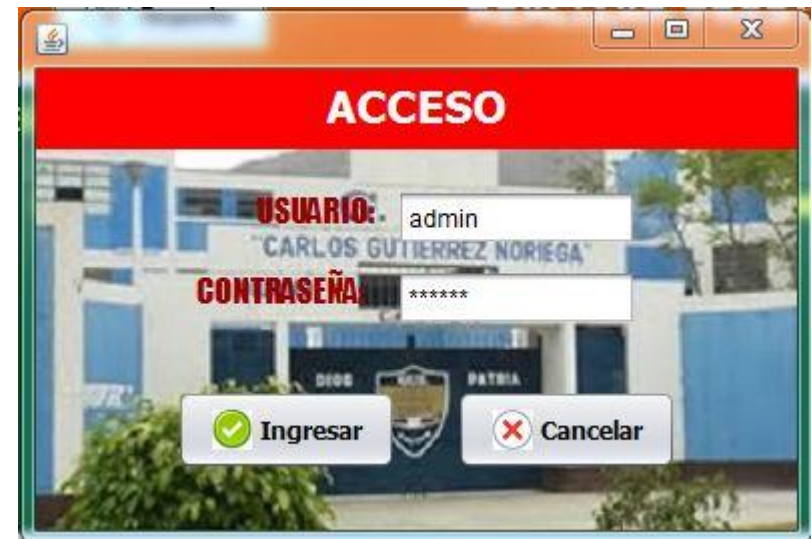 ACCESO
USUARIO: admin
"CARLOS GUTIERREZ NORIEGA"
CONTRASEÑA: ******
DIOS PATRIA
Ingresar Cancelar